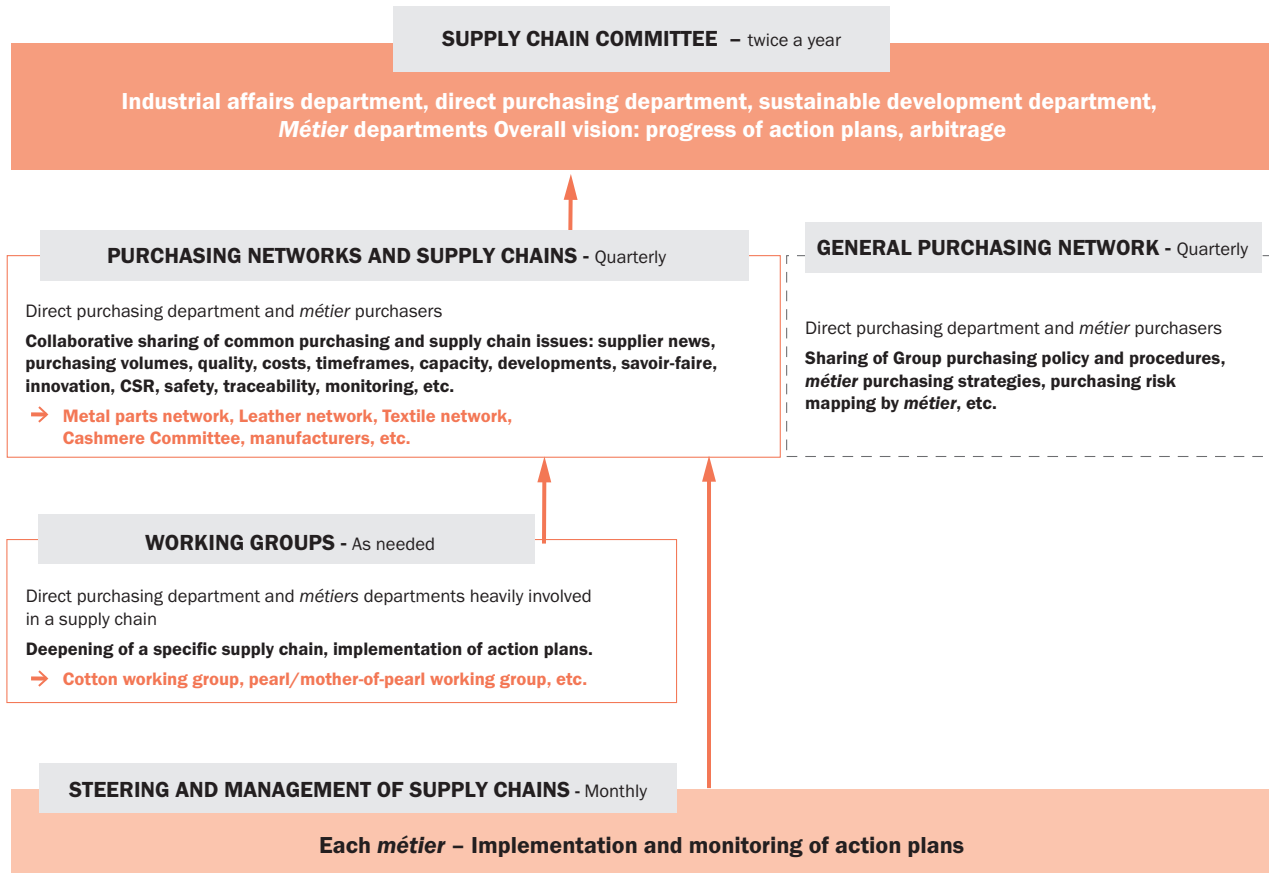 SUPPLY CHAIN COMMITTEE – twice a year
Industrial affairs department, direct purchasing department, sustainable development department,
Métier departments Overall vision: progress of action plans, arbitrage
PURCHASING NETWORKS AND SUPPLY CHAINS - Quarterly
Direct purchasing department and métier purchasers
Collaborative sharing of common purchasing and supply chain issues: supplier news,
purchasing volumes, quality, costs, timeframes, capacity, developments, savoir-faire,
innovation, CSR, safety, traceability, monitoring, etc.
→ Metal parts network, Leather network, Textile network,
Cashmere Committee, manufacturers, etc.
GENERAL PURCHASING NETWORK - Quarterly
Direct purchasing department and métier purchasers
Sharing of Group purchasing policy and procedures,
métier purchasing strategies, purchasing risk
mapping by métier, etc.
WORKING GROUPS - As needed
Direct purchasing department and métiers departments heavily involved
in a supply chain
Deepening of a specific supply chain, implementation of action plans.
→ Cotton working group, pearl/mother-of-pearl working group, etc.
STEERING AND MANAGEMENT OF SUPPLY CHAINS - Monthly
Each métier – Implementation and monitoring of action plans